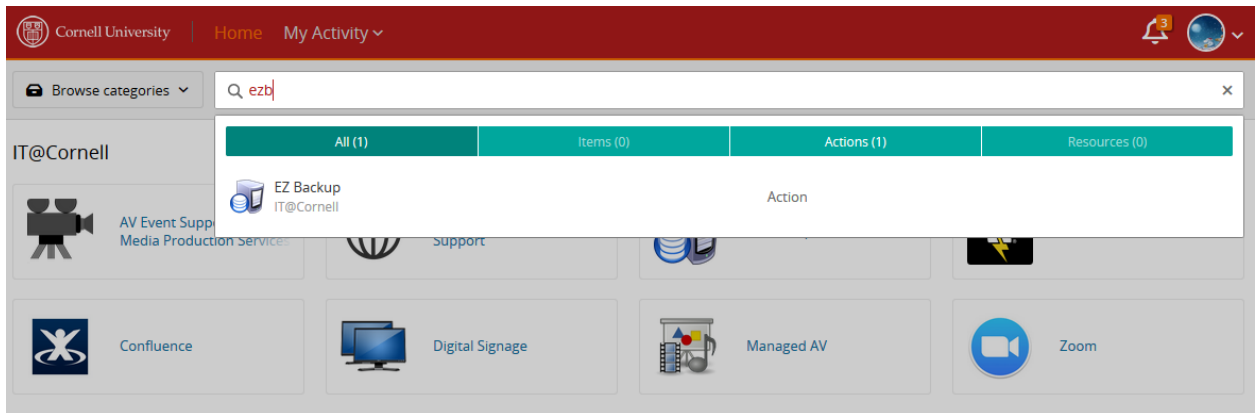 Cornell University
Home
My Activity
3
Browse categories
ezb
All (1)
Items (0)
Actions (1)
Resources (0)
IT@Cornell
EZ Backup
IT@Cornell
Action
AV Event Supp
Media Production Services
Support
Confluence
Digital Signage
Managed AV
Zoom